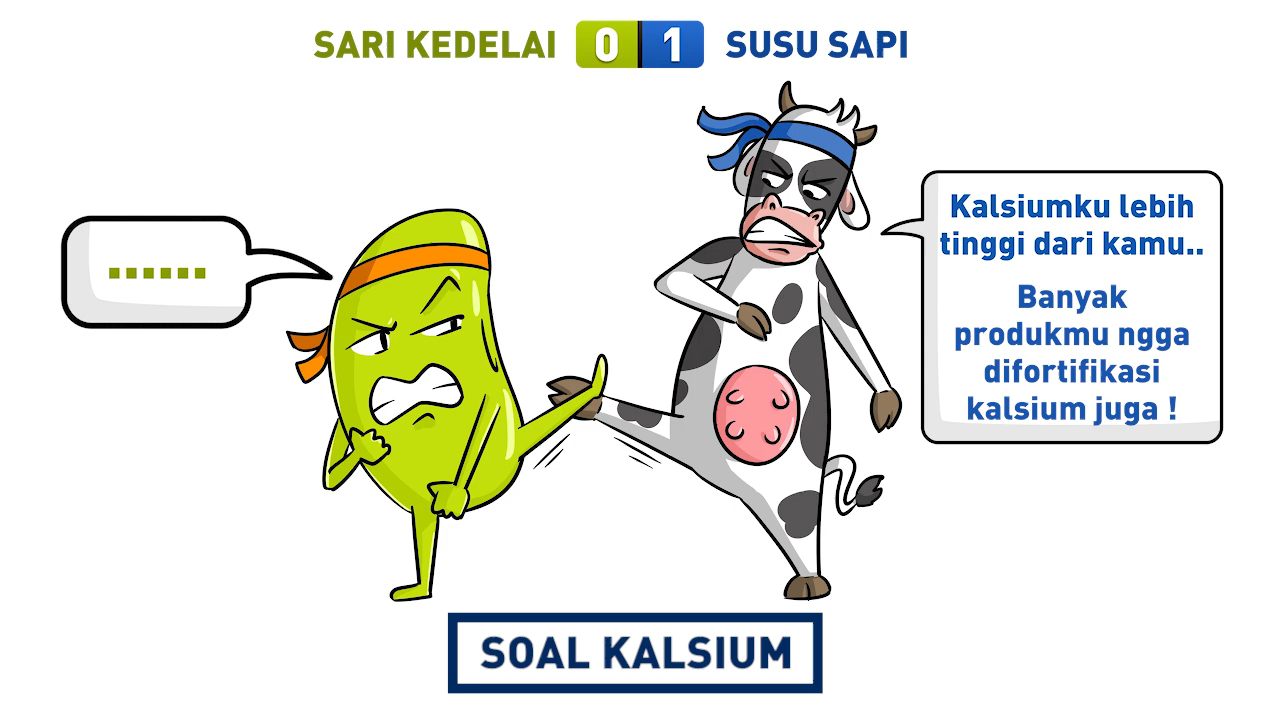 SARI KEDELAI 0 1 SUSU SAPI
Kalsiumku lebih
tinggi dari kamu..
Banyak
produkmu ngga
difortifikasi
kalsium juga !
......
SOAL KALSIUM